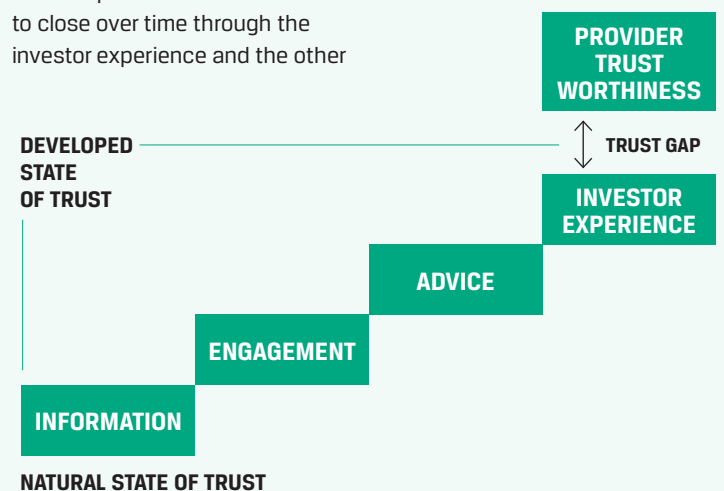 to close over time through the
investor experience and the other
PROVIDER
TRUST
WORTHINESS
DEVELOPED
STATE
OF TRUST
TRUST GAP
INVESTOR
EXPERIENCE
ADVICE
ENGAGEMENT
INFORMATION
NATURAL STATE OF TRUST